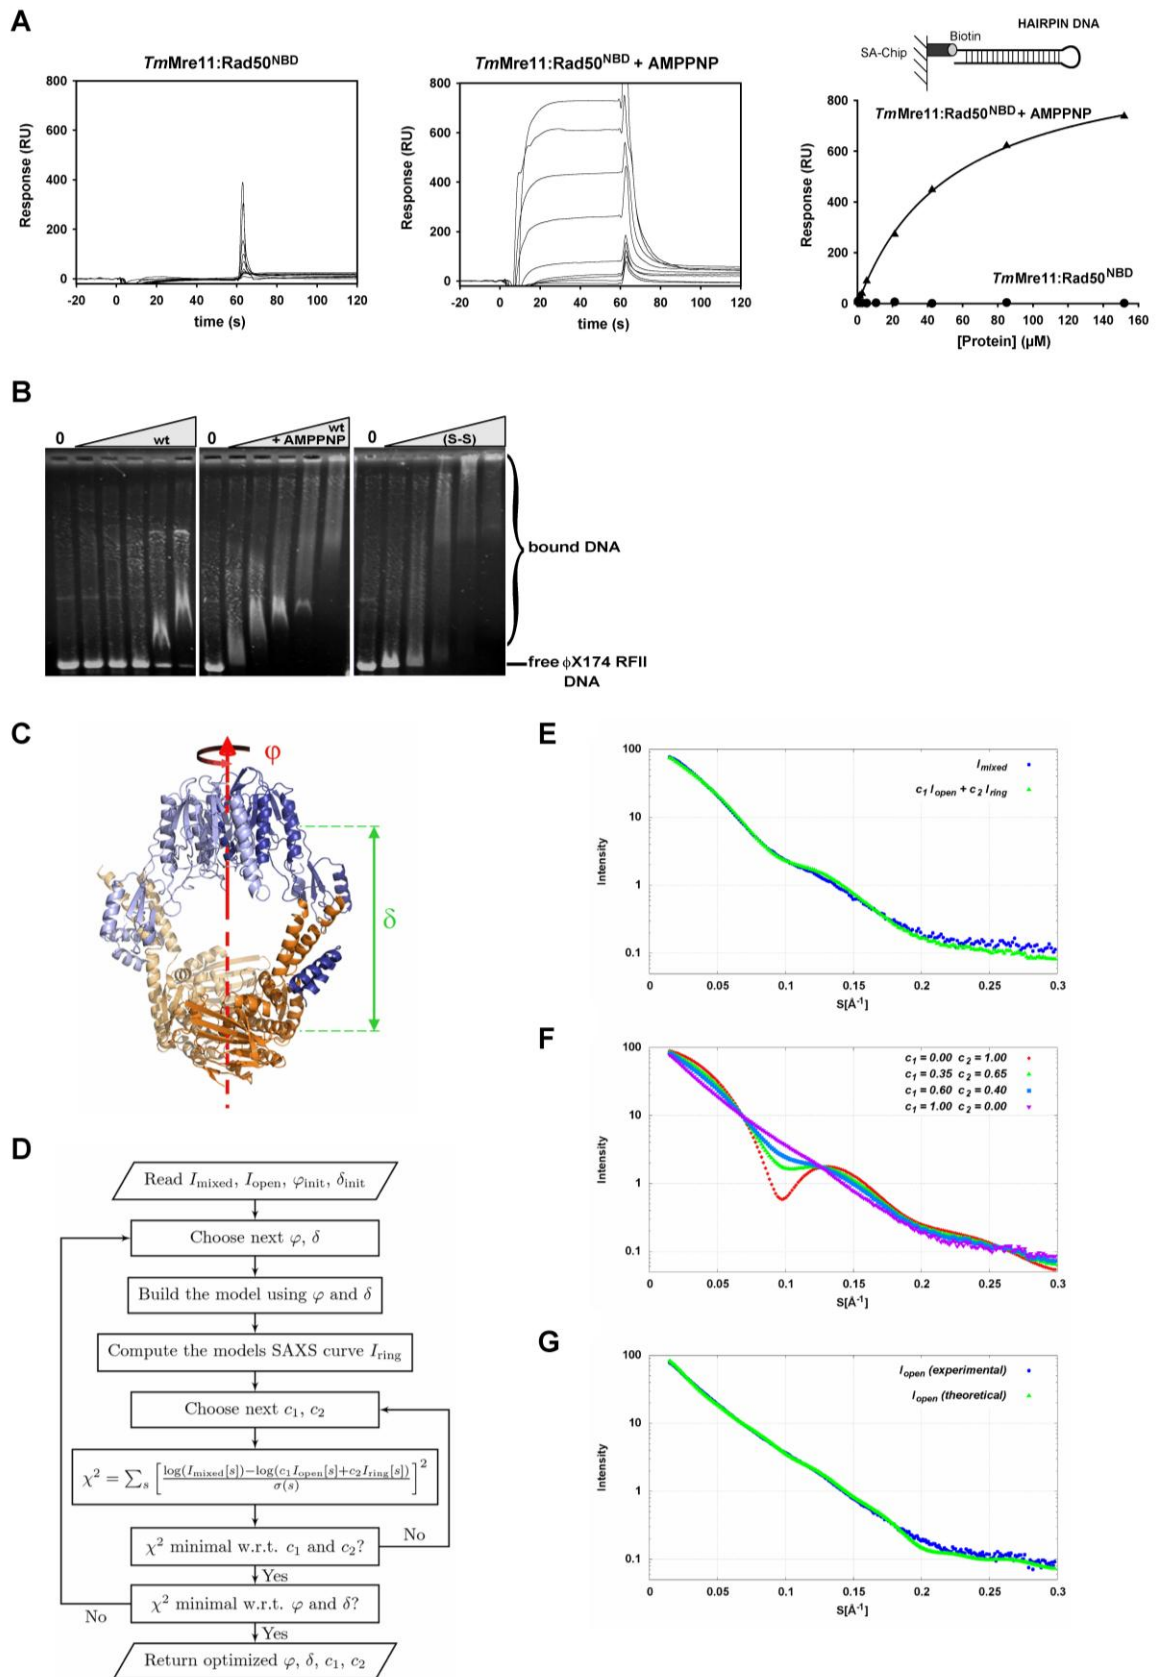 A
TmMre11:Rad50NBD
800
600
400
200
0
Response (RU)
-20 0 20 40 60 80 100 120
time (s)
TmMre11:Rad50NBD + AMPPNP
800
600
400
200
0
Response (RU)
-20 0 20 40 60 80 100 120
time (s)
HAIRPIN DNA
Biotin
SA-Chip
TmMre11:Rad50NBD + AMPPNP
800
600
400
200
0
Response (RU)
TmMre11:Rad50NBD
0 20 40 60 80 100 120 140 160
[Protein] (µM)
B
0 wt
0 wt
+ AMPPNP
0 (S-S)
bound DNA
free ϕX174 RFII
DNA
C
φ
δ
D
Read Imixed, Iopen, φinit, δinit
Choose next φ, δ
Build the model using φ and δ
Compute the models SAXS curve Iring
Choose next c1, c2
χ² = ∑s [ log(Imixed[s])−log(c1Iopen[s]+c2Iring[s]) / σ(s) ]²
χ² minimal w.r.t. c1 and c2?
No
Yes
χ² minimal w.r.t. φ and δ?
No
Yes
Return optimized φ, δ, c1, c2
E
Imixed
c1 Iopen + c2 Iring
100
10
1
0.1
Intensity
0 0.05 0.1 0.15 0.2 0.25 0.3
S[Å-1]
F
c1 = 0.00 c2 = 1.00
c1 = 0.35 c2 = 0.65
c1 = 0.60 c2 = 0.40
c1 = 1.00 c2 = 0.00
100
10
1
0.1
Intensity
0 0.05 0.1 0.15 0.2 0.25 0.3
S[Å-1]
G
Iopen (experimental)
Iopen (theoretical)
100
10
1
0.1
Intensity
0 0.05 0.1 0.15 0.2 0.25 0.3
S[Å-1]